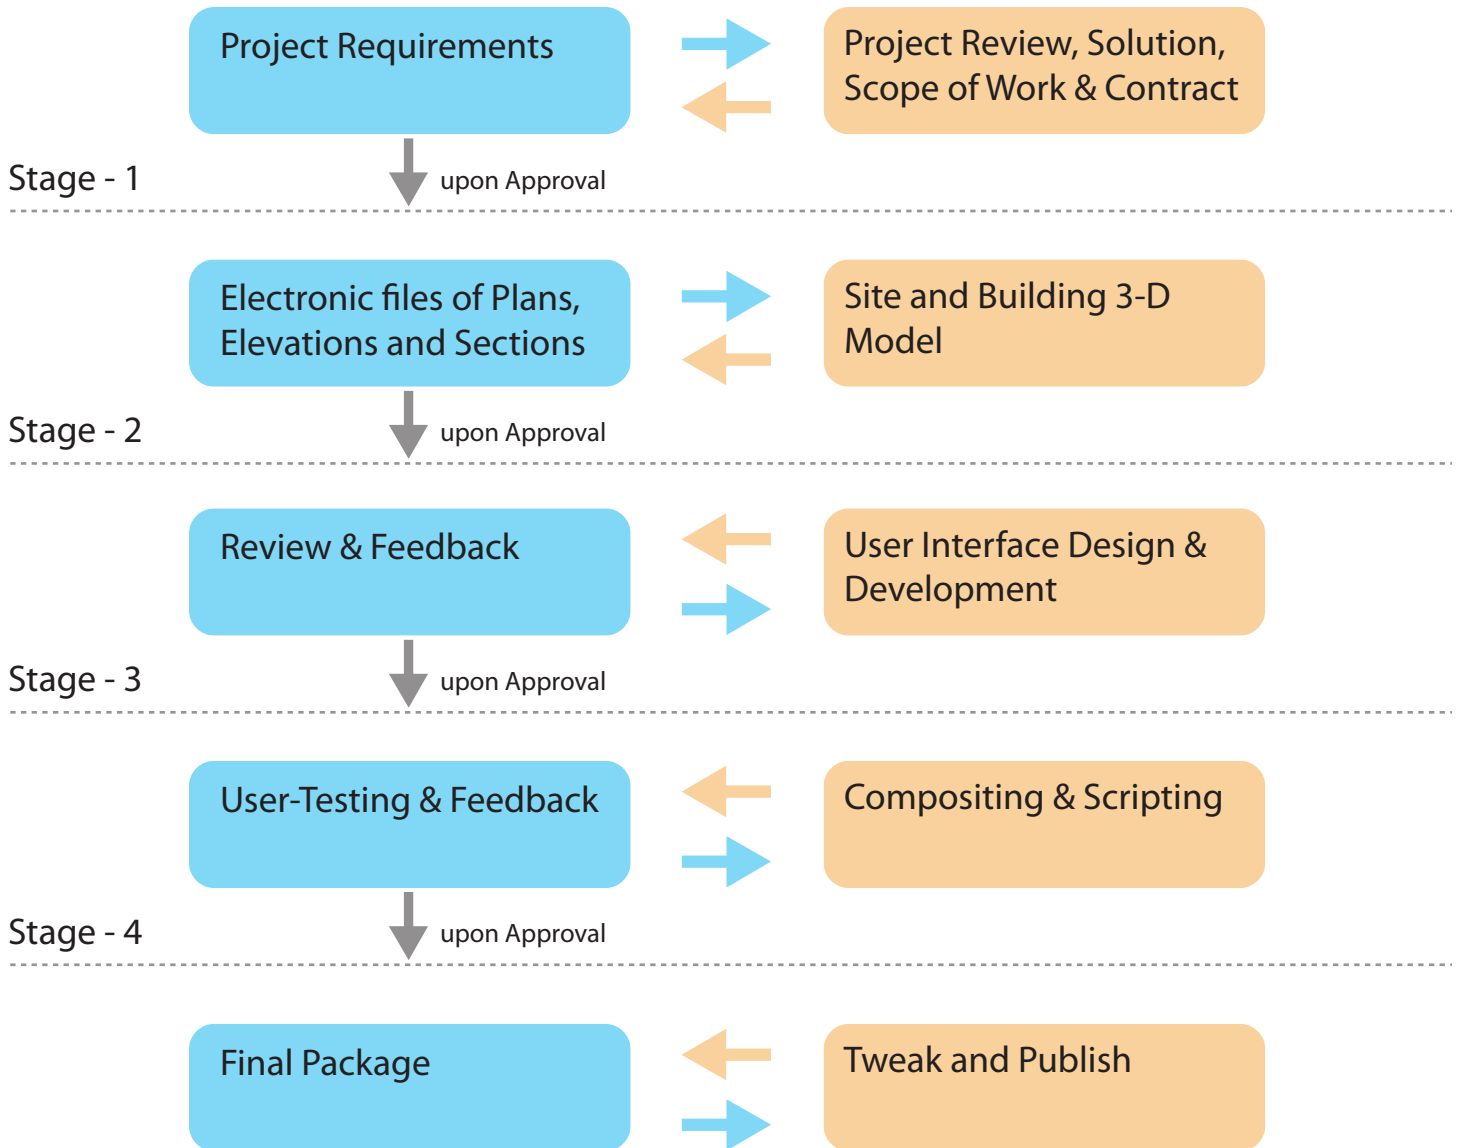 Project Requirements
Project Review, Solution,
Scope of Work & Contract
Stage - 1
upon Approval
Electronic files of Plans,
Elevations and Sections
Site and Building 3-D
Model
Stage - 2
upon Approval
Review & Feedback
User Interface Design &
Development
Stage - 3
upon Approval
User-Testing & Feedback
Compositing & Scripting
Stage - 4
upon Approval
Final Package
Tweak and Publish